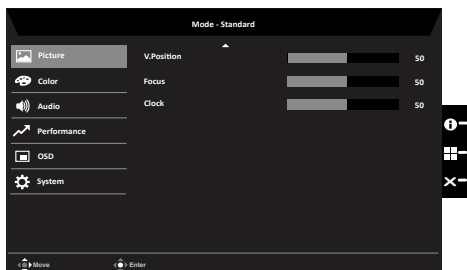 Mode - Standard
Picture
V.Position 50
Color
Focus 50
Audio
Clock 50
Performance
OSD
System
Move Enter